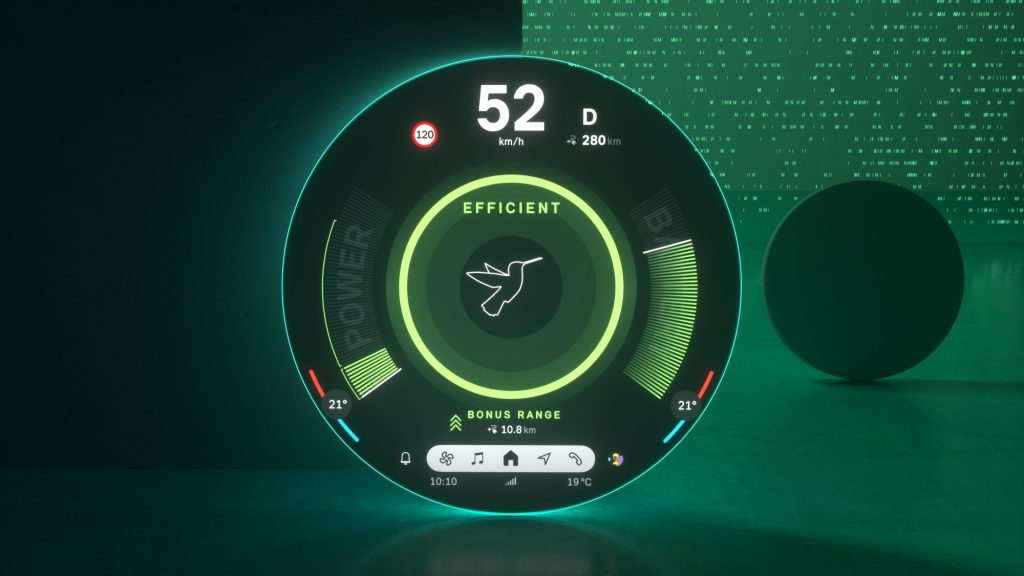 52
km/h
120
D
280 km
EFFICIENT
POWER
B
21°
21°
BONUS RANGE
10.8 km
10:10
19°C